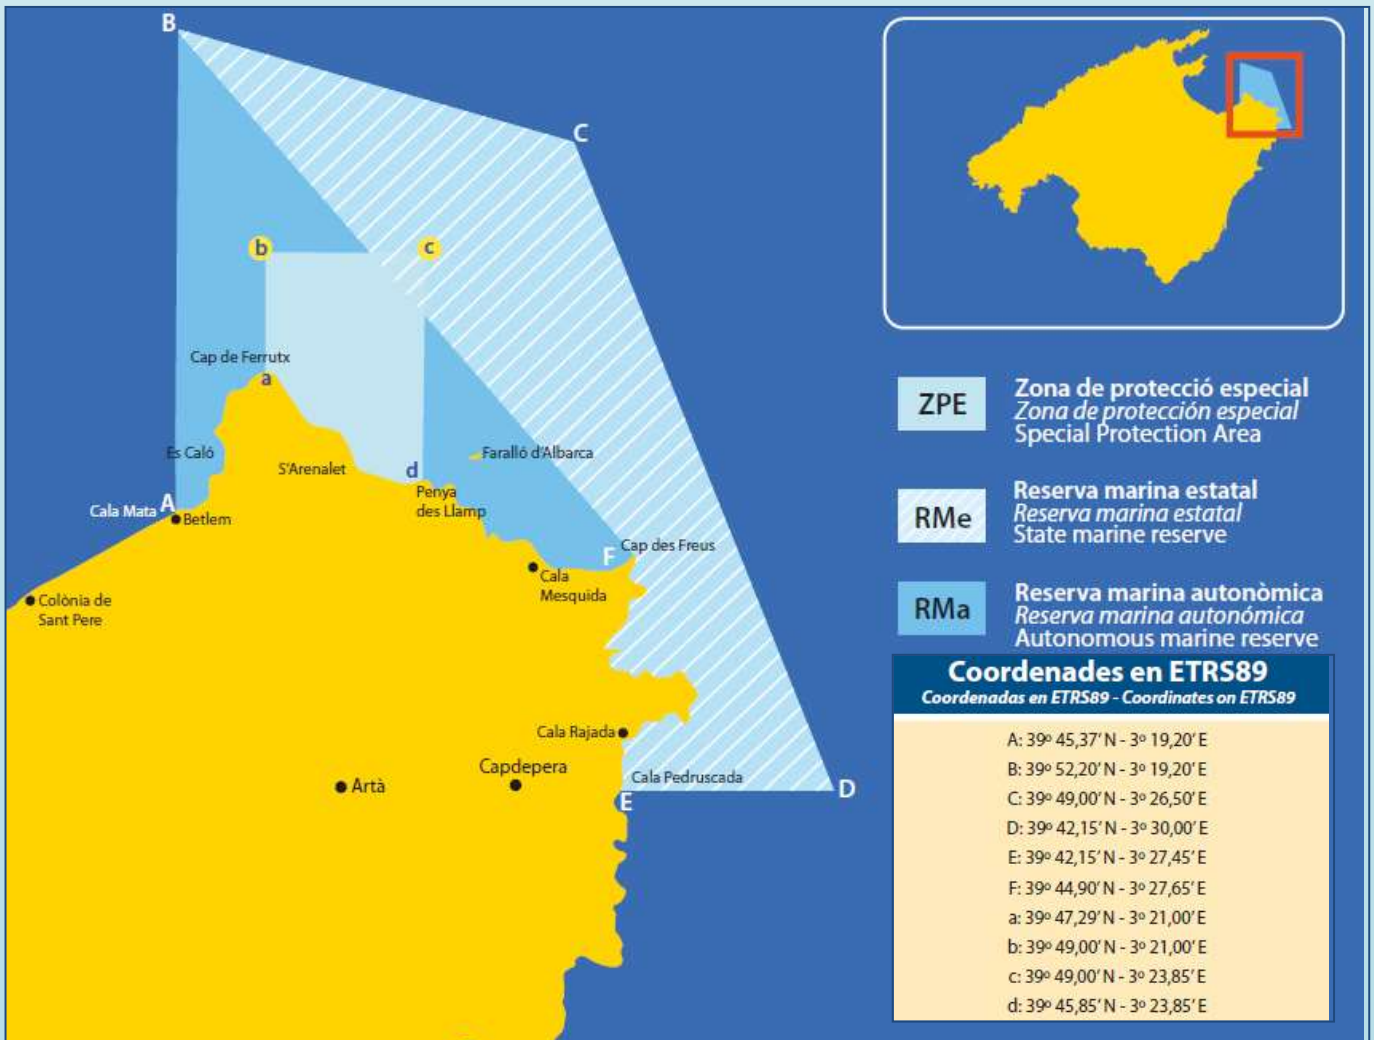 B
C
b
c
Cap de Ferrutx
a
Es Caló
S'Arenalet
d
Faralló d'Albarca
Penya
des Llamp
Cala Mata
A
Betlem
F
Cap des Freus
Cala
Mesquida
Colònia de
Sant Pere
Cala Rajada
Capdepera
Cala Pedruscada
Artà
E
D
ZPE
Zona de protecció especial
Zona de protección especial
Special Protection Area
RMe
Reserva marina estatal
Reserva marina estatal
State marine reserve
RMa
Reserva marina autonòmica
Reserva marina autonómica
Autonomous marine reserve
Coordenades en ETRS89
Coordenadas en ETRS89 - Coordinates on ETRS89
A: 39º 45,37' N - 3º 19,20' E
B: 39º 52,20' N - 3º 19,20' E
C: 39º 49,00' N - 3º 26,50' E
D: 39º 42,15' N - 3º 30,00' E
E: 39º 42,15' N - 3º 27,45' E
F: 39º 44,90' N - 3º 27,65' E
a: 39º 47,29' N - 3º 21,00' E
b: 39º 49,00' N - 3º 21,00' E
c: 39º 49,00' N - 3º 23,85' E
d: 39º 45,85' N - 3º 23,85' E